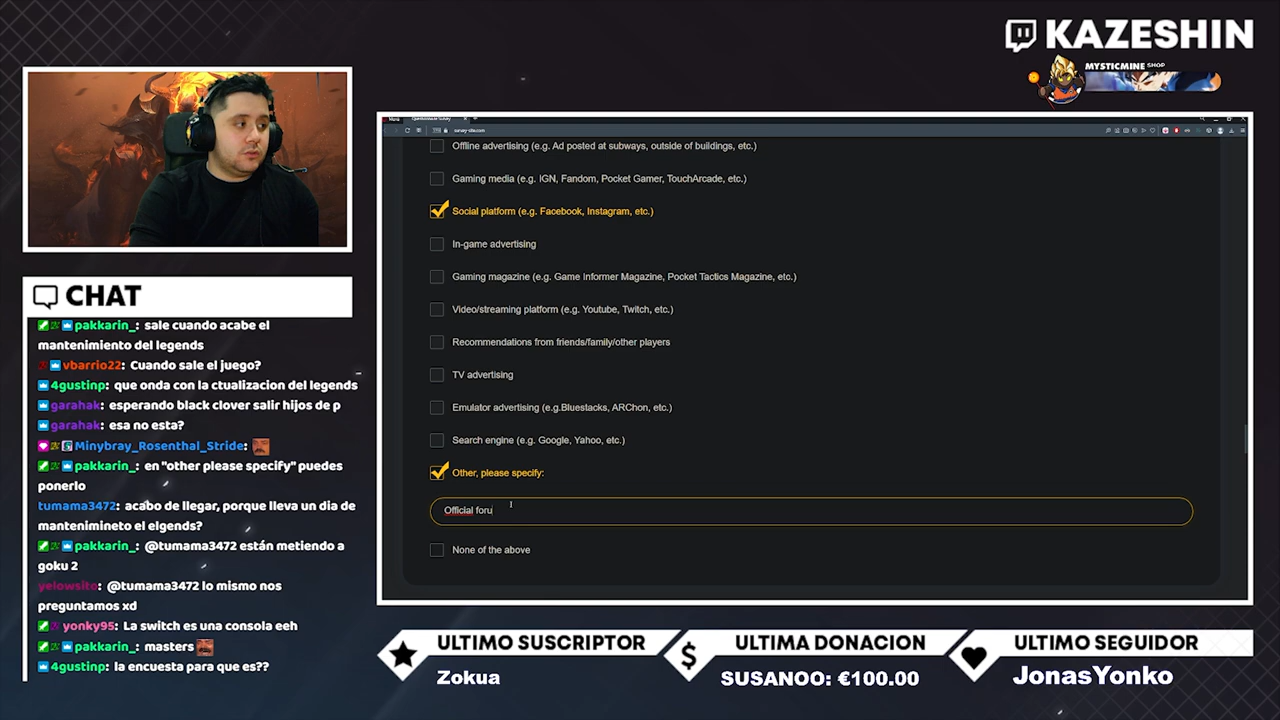 KAZESHIN
MYSTICMINE SHOP
Offline advertising (e.g. Ad posted at subways, outside of buildings, etc.)
Gaming media (e.g. IGN, Fandom, Pocket Gamer, TouchArcade, etc.)
Social platform (e.g. Facebook, Instagram, etc.)
In-game advertising
Gaming magazine (e.g. Game Informer Magazine, Pocket Tactics Magazine, etc.)
Video/streaming platform (e.g. Youtube, Twitch, etc.)
Recommendations from friends/family/other players
TV advertising
Emulator advertising (e.g.Bluestacks, ARChon, etc.)
Search engine (e.g. Google, Yahoo, etc.)
Other, please specify:
Official foru
None of the above
CHAT
pakkarin_: sale cuando acabe el
mantenimiento del legends
vbarrio22: Cuando sale el juego?
4gustinp: que onda con la ctualizacion del legends
garahak: esperando black clover salir hijos de p
garahak: esa no esta?
Minybray_Rosenthal_Stride:
pakkarin_: en "other please specify" puedes
ponerlo
tumama3472: acabo de llegar, porque lleva un dia de
mantenimineto el elgends?
pakkarin_: @tumama3472 están metiendo a
goku 2
yelowsito: @tumama3472 lo mismo nos
preguntamos xd
yonky95: La switch es una consola eeh
pakkarin_: masters
4gustinp: la encuesta para que es??
ULTIMO SUSCRIPTOR
Zokua
ULTIMA DONACION
SUSANOO: €100.00
ULTIMO SEGUIDOR
JonasYonko